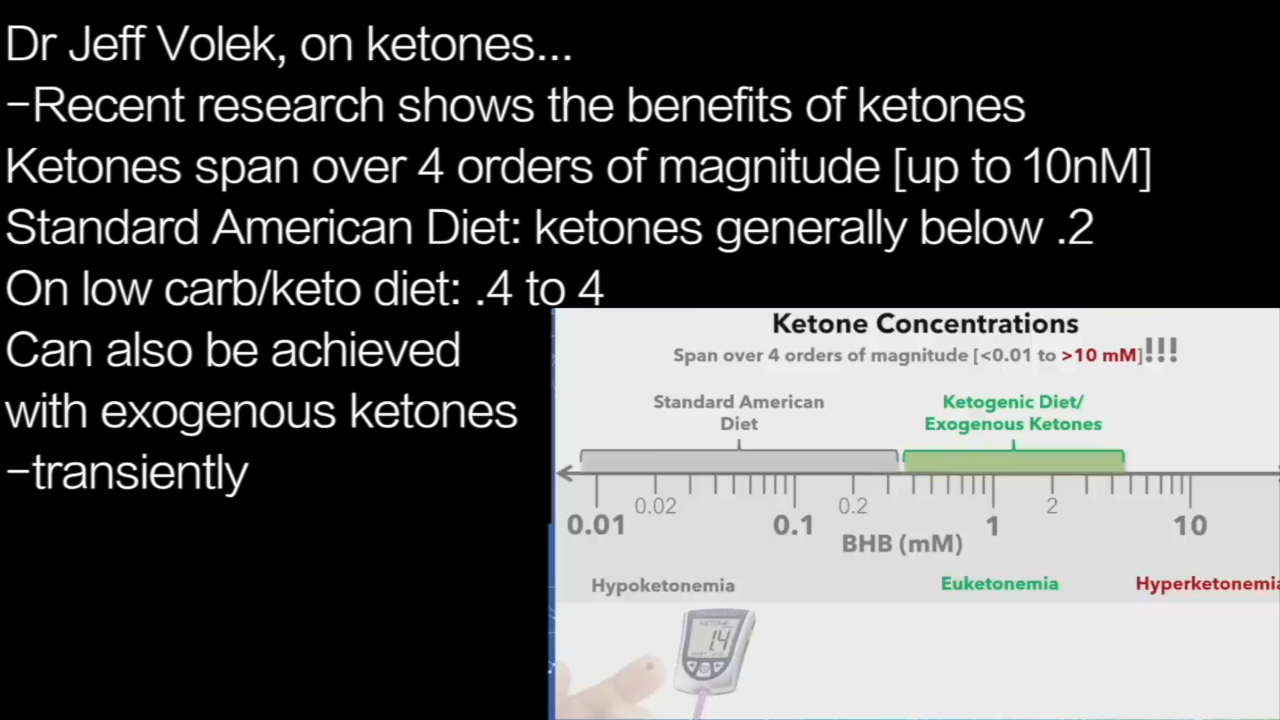 Dr Jeff Volek, on ketones...
-Recent research shows the benefits of ketones
Ketones span over 4 orders of magnitude [up to 10nM]
Standard American Diet: ketones generally below .2
On low carb/keto diet: .4 to 4
Can also be achieved
with exogenous ketones
-transiently
Ketone Concentrations
Span over 4 orders of magnitude [<0.01 to >10 mM]!!!
Standard American
Diet
Ketogenic Diet/
Exogenous Ketones
0.01 0.02 0.1 0.2 1 2 10
BHB (mM)
Hypoketonemia Euketonemia Hyperketonemia
KETONE
1.4